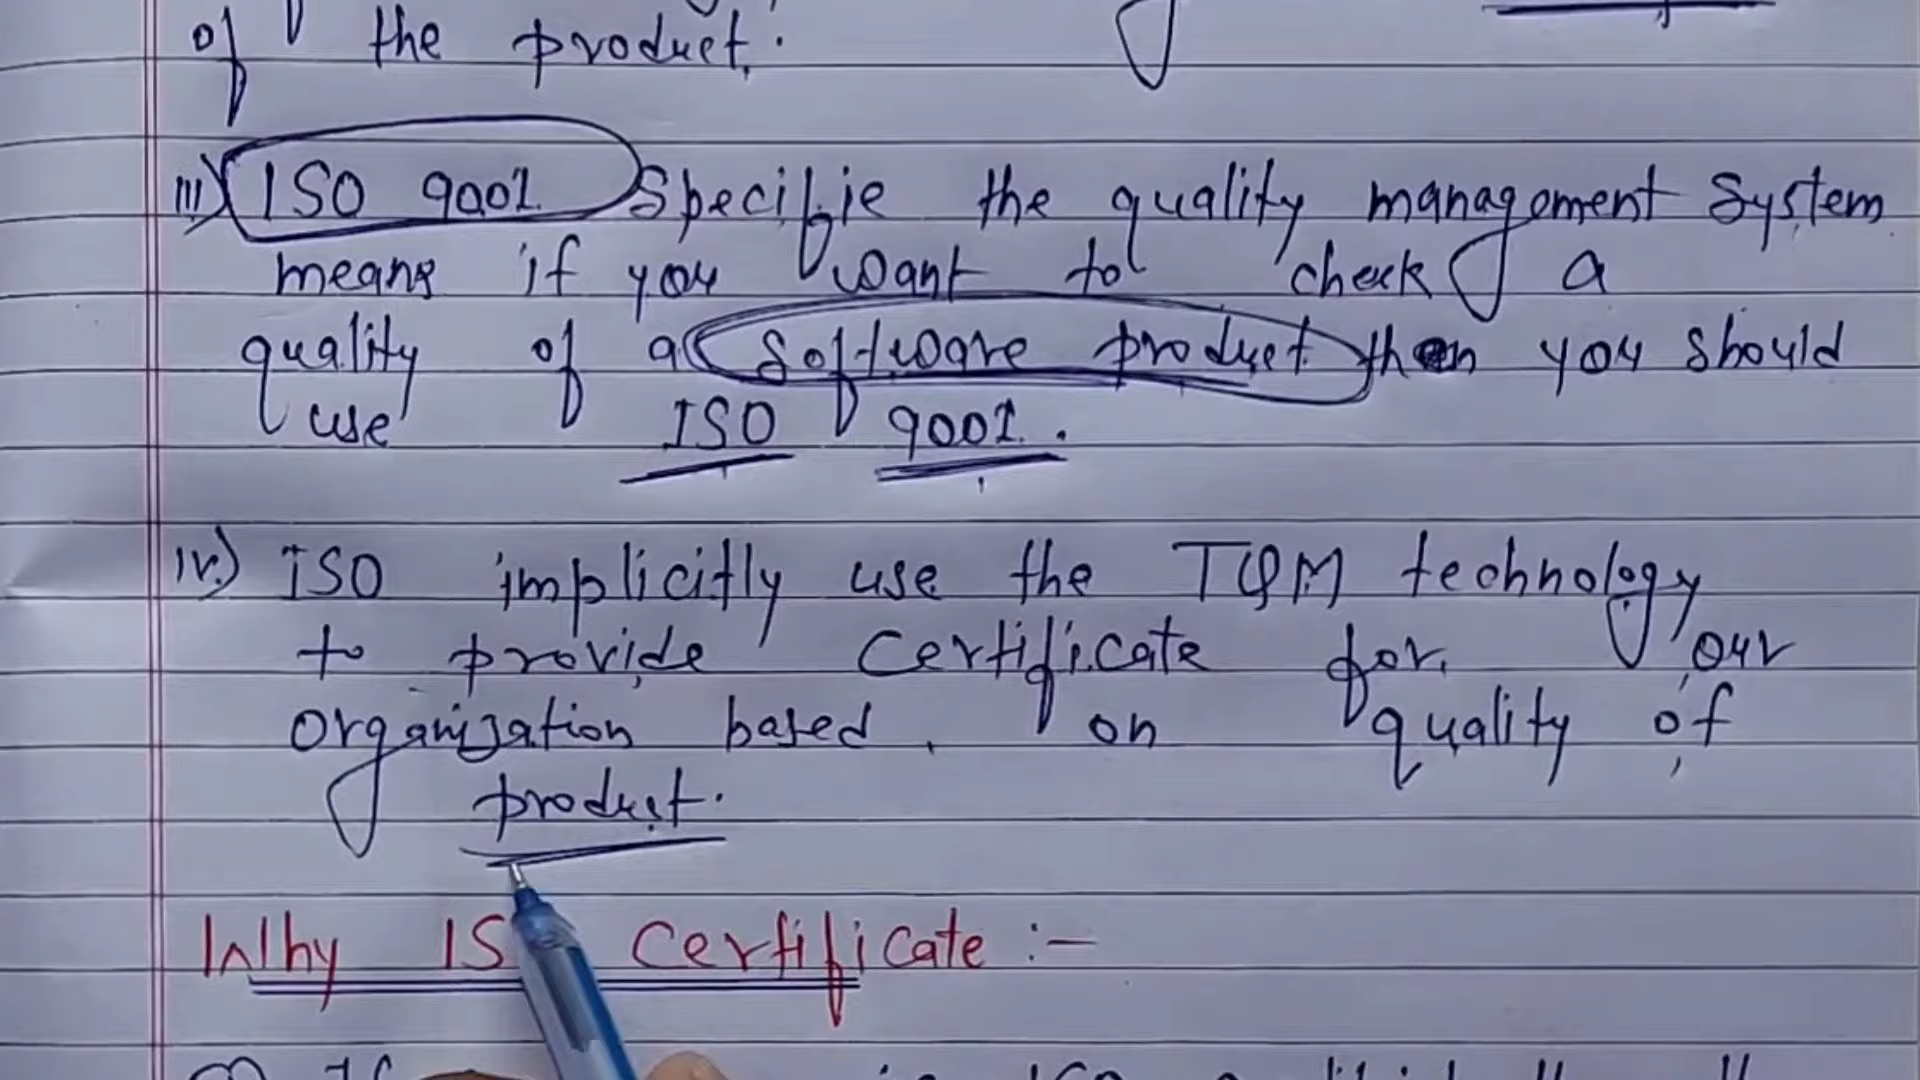 of the product.
III) ISO 9001 Specifie the quality management System
means if you want to check a
quality of a Software product then you should
use ISO 9001.
IV.) ISO implicitly use the TQM technology
to provide Certificate for our
Organization based on quality of
product.
Why IS Certificate :-